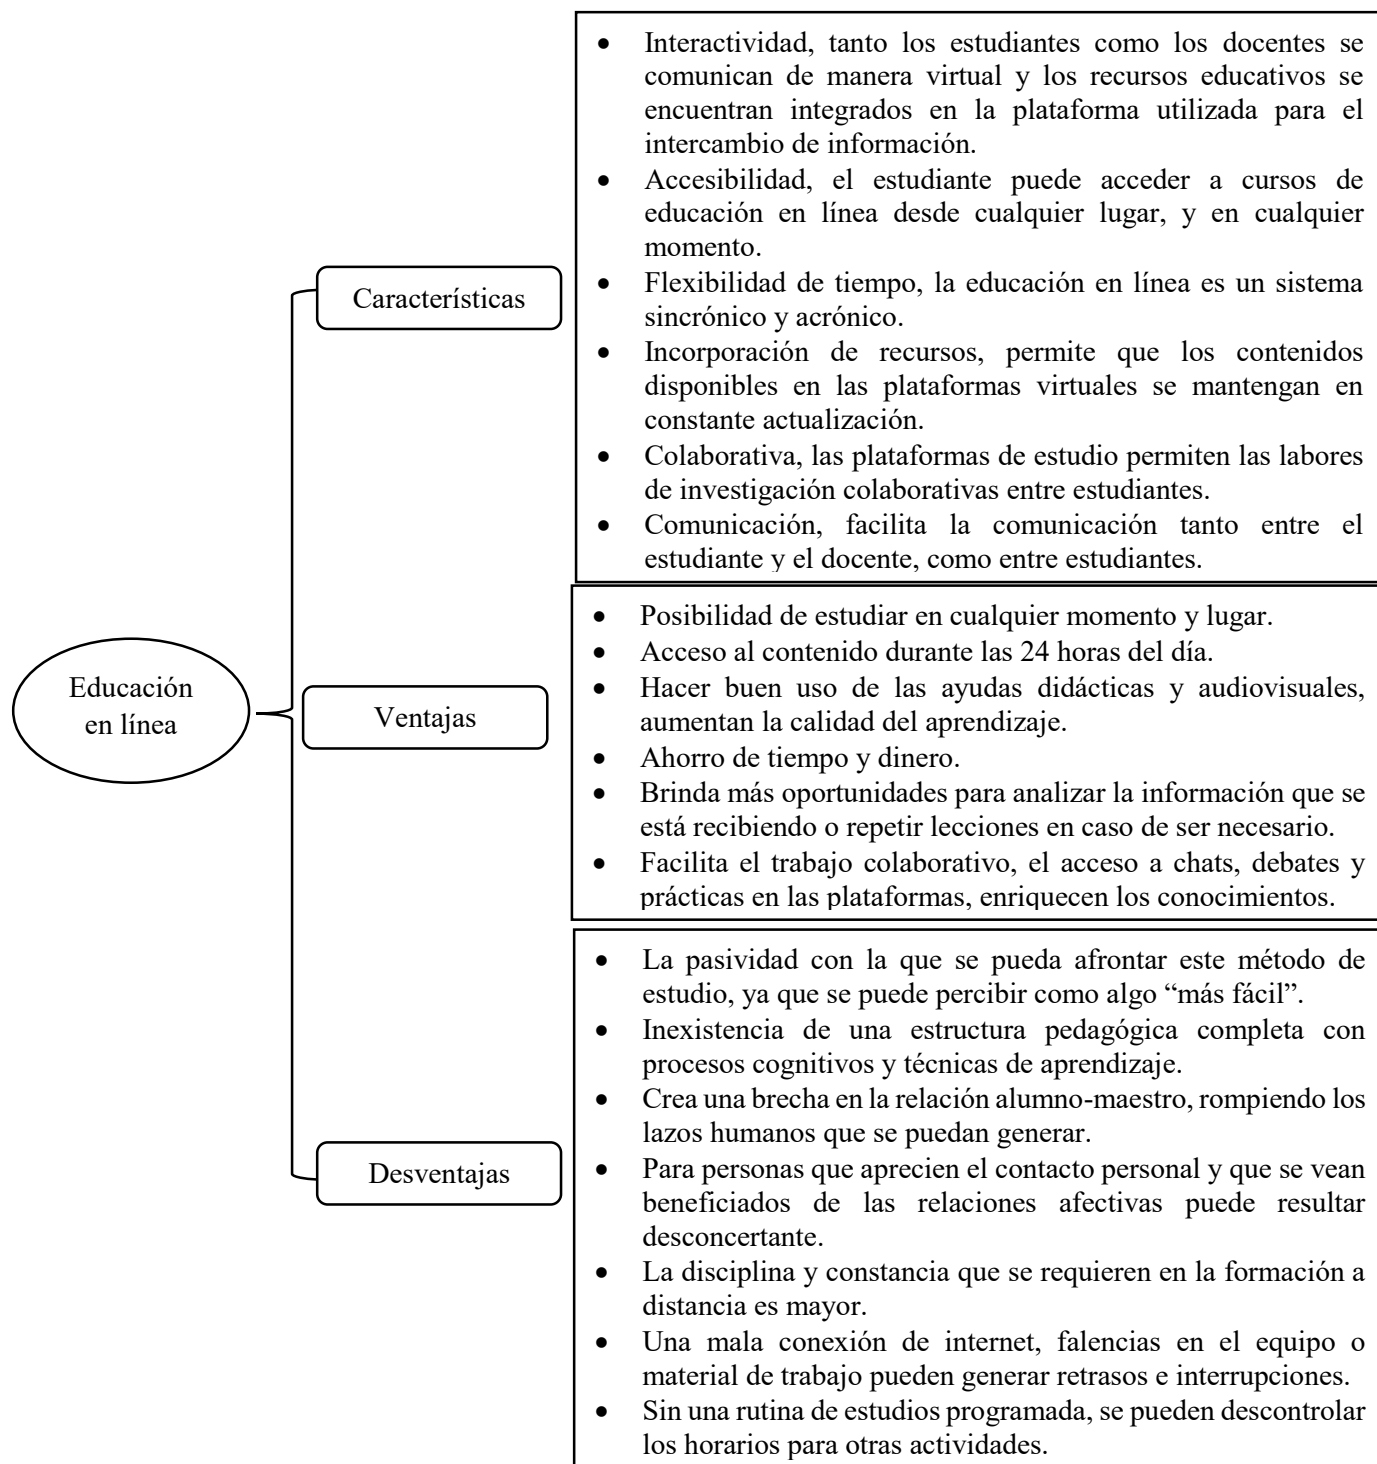 Educación
en línea
Características
• Interactividad, tanto los estudiantes como los docentes se
comunican de manera virtual y los recursos educativos se
encuentran integrados en la plataforma utilizada para el
intercambio de información.
• Accesibilidad, el estudiante puede acceder a cursos de
educación en línea desde cualquier lugar, y en cualquier
momento.
• Flexibilidad de tiempo, la educación en línea es un sistema
sincrónico y acrónico.
• Incorporación de recursos, permite que los contenidos
disponibles en las plataformas virtuales se mantengan en
constante actualización.
• Colaborativa, las plataformas de estudio permiten las labores
de investigación colaborativas entre estudiantes.
• Comunicación, facilita la comunicación tanto entre el
estudiante y el docente, como entre estudiantes.
Ventajas
• Posibilidad de estudiar en cualquier momento y lugar.
• Acceso al contenido durante las 24 horas del día.
• Hacer buen uso de las ayudas didácticas y audiovisuales,
aumentan la calidad del aprendizaje.
• Ahorro de tiempo y dinero.
• Brinda más oportunidades para analizar la información que se
está recibiendo o repetir lecciones en caso de ser necesario.
• Facilita el trabajo colaborativo, el acceso a chats, debates y
prácticas en las plataformas, enriquecen los conocimientos.
Desventajas
• La pasividad con la que se pueda afrontar este método de
estudio, ya que se puede percibir como algo “más fácil”.
• Inexistencia de una estructura pedagógica completa con
procesos cognitivos y técnicas de aprendizaje.
• Crea una brecha en la relación alumno-maestro, rompiendo los
lazos humanos que se puedan generar.
• Para personas que aprecien el contacto personal y que se vean
beneficiados de las relaciones afectivas puede resultar
desconcertante.
• La disciplina y constancia que se requieren en la formación a
distancia es mayor.
• Una mala conexión de internet, falencias en el equipo o
material de trabajo pueden generar retrasos e interrupciones.
• Sin una rutina de estudios programada, se pueden descontrolar
los horarios para otras actividades.